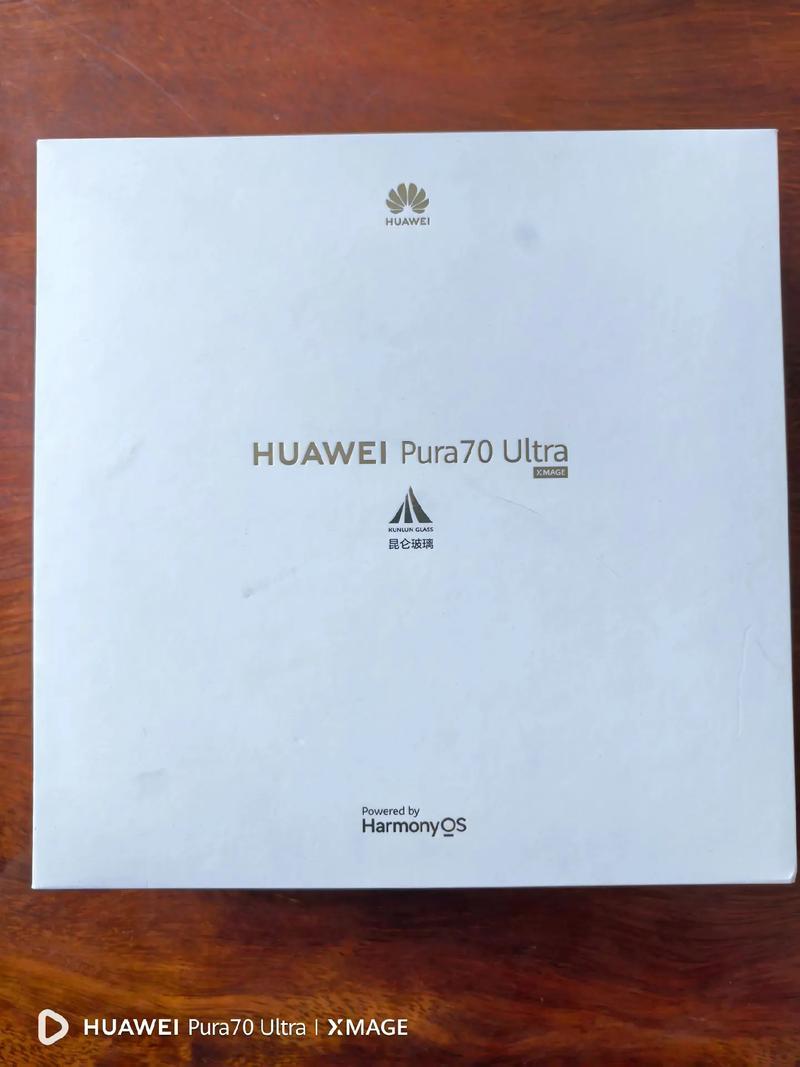 HUAWEI
HUAWEI Pura70 Ultra
XMAGE
KUNLUN GLASS
昆仑玻璃
Powered by
HarmonyOS
HUAWEI Pura70 Ultra | XMAGE